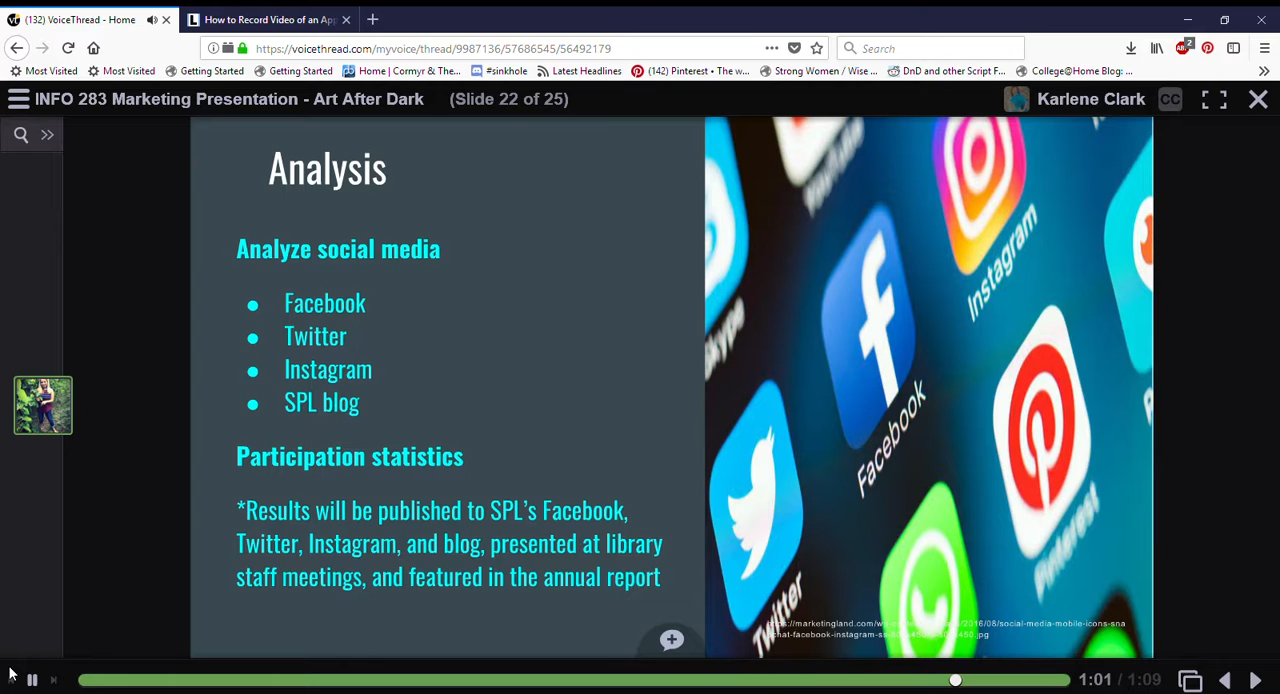 (132) VoiceThread - Home
How to Record Video of an App
https://voicethread.com/myvoice/thread/9987136/57686545/56492179
Search
2
Most Visited
Most Visited
Getting Started
Getting Started
Home | Cormyr & The...
#sinkhole
Latest Headlines
(142) Pinterest • The w...
Strong Women / Wise ...
DnD and other Script F...
College@Home Blog: ...
INFO 283 Marketing Presentation - Art After Dark (Slide 22 of 25)
Karlene Clark
CC
Analysis
Analyze social media
● Facebook
● Twitter
● Instagram
● SPL blog
Participation statistics
*Results will be published to SPL's Facebook,
Twitter, Instagram, and blog, presented at library
staff meetings, and featured in the annual report
YouTube
Instagram
Skype
Facebook
Pinterest
Twitter
1:01 / 1:09